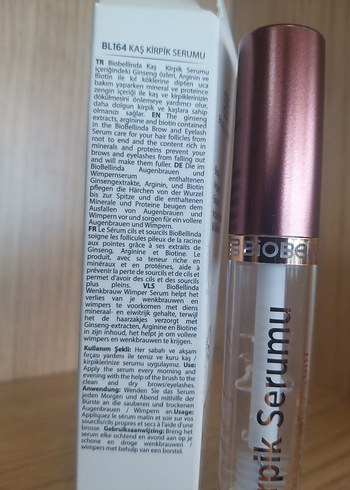 BL164 KAŞ KİRPİK SERUMU
TR Biobellinda Kaş Kirpik Serumu
içeriğindeki Ginseng özleri, Arginin ve
Biotin ile kıl köklerine dipten uca
bakım yaparken mineral ve proteince
zengin içeriği ile kaş ve kirpiklerinizin
dökülmesini önlemeye yardımcı olur,
daha dolgun kirpik ve kaşlara sahip
olmanızı sağlar. EN The ginseng
extracts, arginine and biotin contained
in the BioBellinda Brow and Eyelash
Serum care for your hair follicles from
root to end and the content rich in
minerals and proteins prevent your
brows and eyelashes from falling out
and will make them fuller. DE Die im
BioBellinda Augenbrauen und
Wimpernserum enthaltenen
Ginsengextrakte, Arginin, und Biotin
pflegen die Härchen von der Wurzel
bis zur Spitze und die enthaltenen
Minerale und Proteine beugen dem
Ausfallen von Augenbrauen und
Wimpern vor und sorgen für ein vollere
Augenbrauen und Wimpern.
FR Le Sérum cils et sourcils BioBellinda
soigne les follicules pileux de la racine
aux pointes grâce à ses extraits de
Ginseng, Arginine et Biotine. Le
produit, avec sa teneur riche en
minéraux et en protéines, aide à
prévenir la perte de sourcils et de cils et
permet d'avoir des cils et des sourcils
plus pleins. VLS BioBellinda
Wenkbrauw Wimper Serum helpt het
verlies van je wenkbrauwen en
wimpers te voorkomen met diens
mineraal- en eiwitrijk gehalte, terwijl
het de haarzakjes verzorgt met
Ginseng-extracten, Arginine en Biotine
in zijn inhoud, het helpt je om vollere
wimpers en wenkbrauwen te krijgen.
Kullanım Şekli: Her sabah ve akşam
fırçası yardımı ile temiz ve kuru kaş /
kirpiklerinize serumu uygulayınız. Use:
Apply the serum every morning and
evening with the help of the brush to the
clean and dry brows/eyelashes.
Anwendung: Wenden Sie das Serum
jeden Morgen und Abend mithilfe der
Bürste an die sauberen und trockenen
Augenbrauen / Wimpern an. Usage:
Appliquez le sérum matin et soir sur vos
sourcils/cils propres et secs à l'aide d'une
brosse. Gebruiksaanwijzing: Breng het
serum elke ochtend en avond aan op je
schone en droge wenkbrauwen /
wimpers met behulp van een borstel.
BIOBEL
rpik Serumu